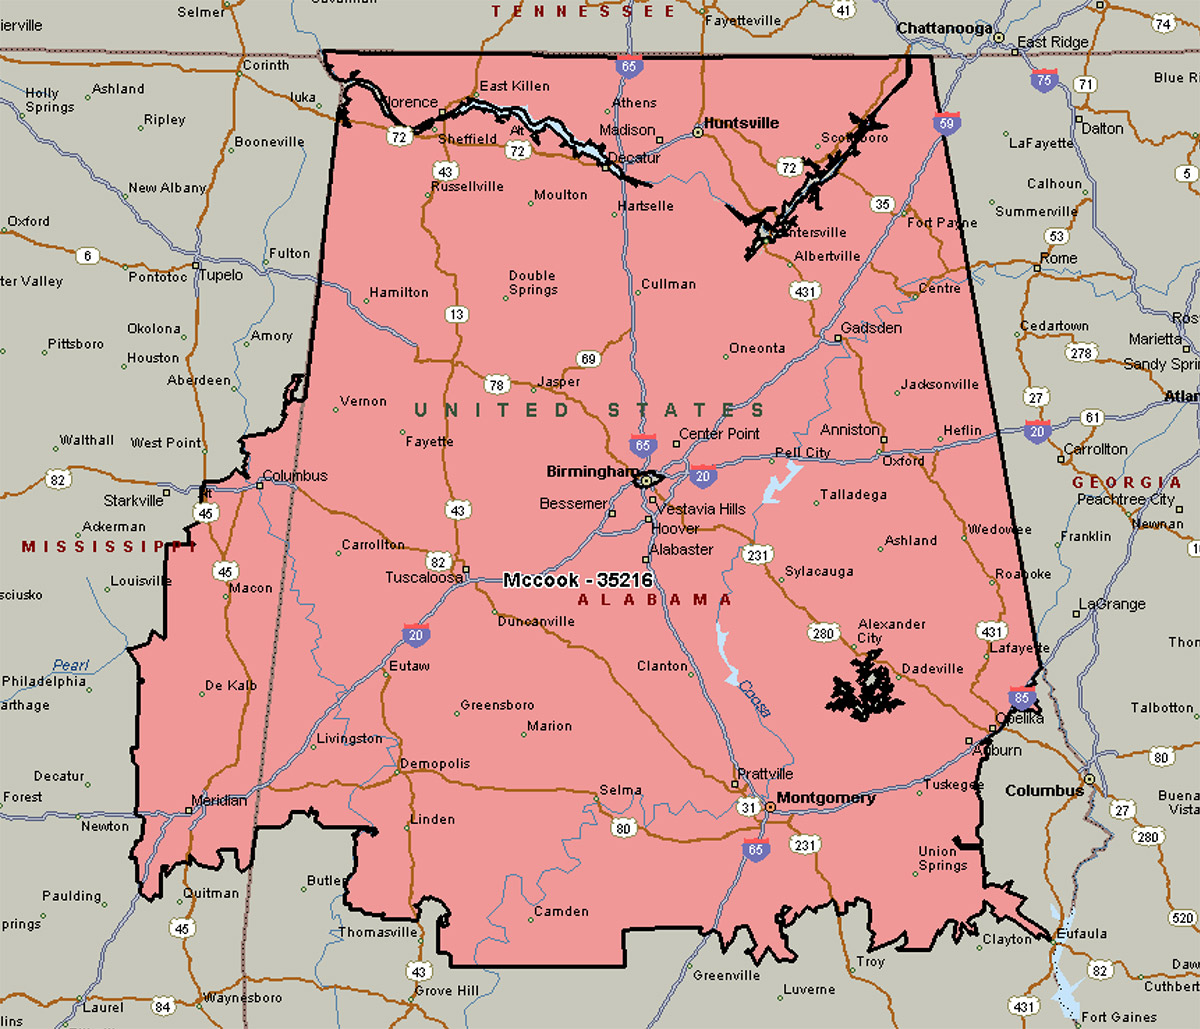 TENNESSEE
Selmer
Fayetteville
41
74
Chattanooga
East Ridge
65
Corinth
75
Blue Ri
Holly
Springs
Ashland
Iuka
East Killen
71
Florence
Athens
59
Ripley
72
Sheffield
Alt
72
Madison
Huntsville
Scottsboro
Dalton
Booneville
Decatur
LaFayette
43
72
5
New Albany
Russellville
Moulton
Hartselle
Calhoun
35
Oxford
Fort Payne
Summerville
Guntersville
53
6
Fulton
Albertville
Rome
Pontotoc
Tupelo
Double
Springs
ter Valley
Hamilton
Cullman
431
Centre
13
Okolona
Amory
Gadsden
Cedartown
Pittsboro
Marietta
Houston
69
Oneonta
278
Sandy Sprin
Aberdeen
78
Jasper
Jacksonville
27
Vernon
UNITED STATES
61
Atlan
Walthall
West Point
Fayette
65
Center Point
Anniston
Heflin
20
Carrollton
82
Columbus
Birmingham
20
Pell City
Oxford
GEORGIA
Starkville
Alt
45
43
Bessemer
Vestavia Hills
Talladega
Peachtree City
Ackerman
Hoover
Wedowee
Newnan
MISSISSIPPI
Carrollton
82
Alabaster
231
Ashland
Franklin
Louisville
45
Macon
Tuscaloosa
Mccook - 35216
Sylacauga
Roanoke
sciusko
ALABAMA
LaGrange
Duncanville
20
280
Alexander
City
431
Lafayette
Thon
Pearl
Eutaw
Clanton
Dadeville
Philadelphia
De Kalb
Coosa
85
arthage
Greensboro
Talbotton
Marion
Opelika
Livingston
Auburn
80
Decatur
Demopolis
Prattville
Tuskegee
Columbus
Forest
Meridian
Selma
31
Montgomery
27
Buena
Vista
Newton
Linden
80
65
231
280
Union
Springs
Paulding
Quitman
Butler
Camden
520
prings
45
Thomasville
Clayton
Eufaula
43
Greenville
Troy
82
Daw
Laurel
84
Waynesboro
Grove Hill
Luverne
431
Cuthbert
lins
Fort Gaines